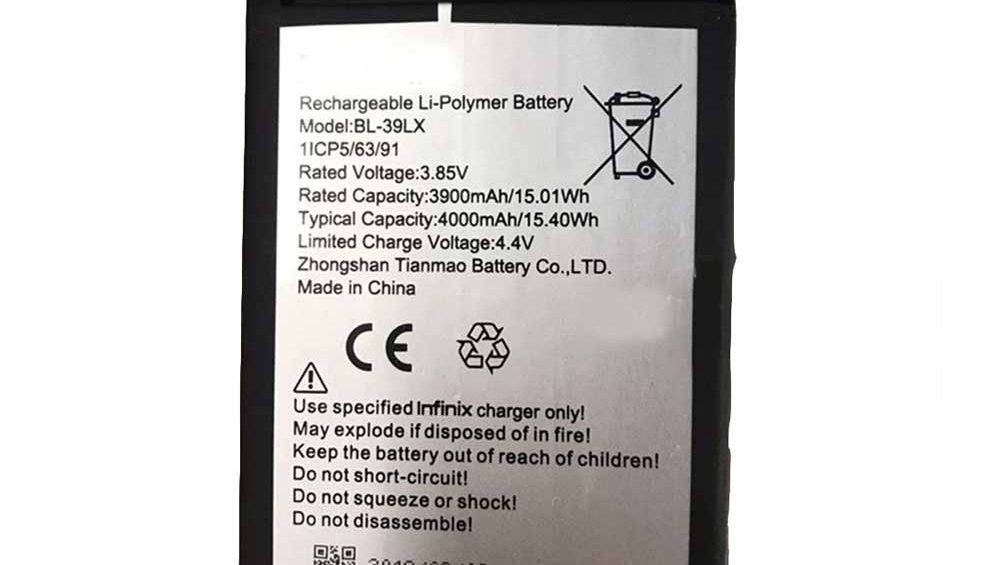 Rechargeable Li-Polymer Battery
Model:BL-39LX
1ICP5/63/91
Rated Voltage:3.85V
Rated Capacity:3900mAh/15.01Wh
Typical Capacity:4000mAh/15.40Wh
Limited Charge Voltage:4.4V
Zhongshan Tianmao Battery Co.,LTD.
Made in China
CE
Use specified Infinix charger only!
May explode if disposed of in fire!
Keep the battery out of reach of children!
Do not short-circuit!
Do not squeeze or shock!
Do not disassemble!